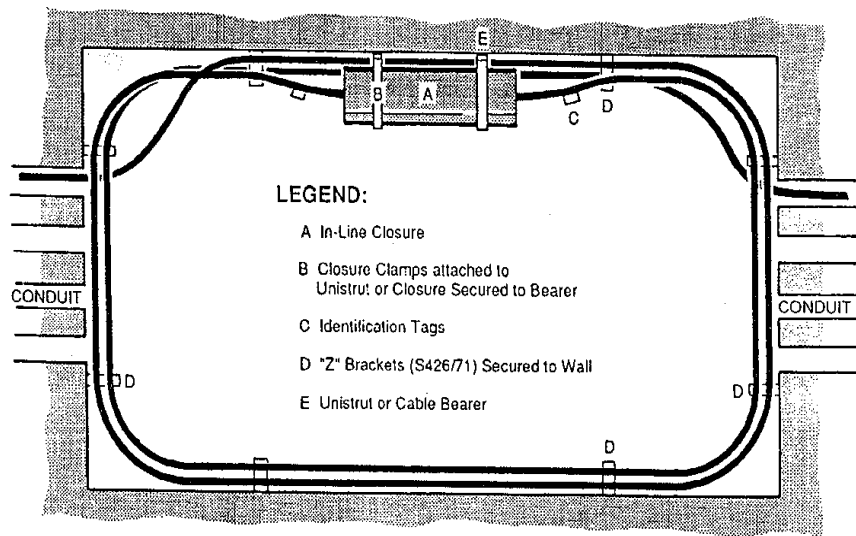 E
B
A
C
D
LEGEND:
A In-Line Closure
B Closure Clamps attached to
Unistrut or Closure Secured to Bearer
CONDUIT
CONDUIT
C Identification Tags
D "Z" Brackets (S426/71) Secured to Wall
D
D
E Unistrut or Cable Bearer
D